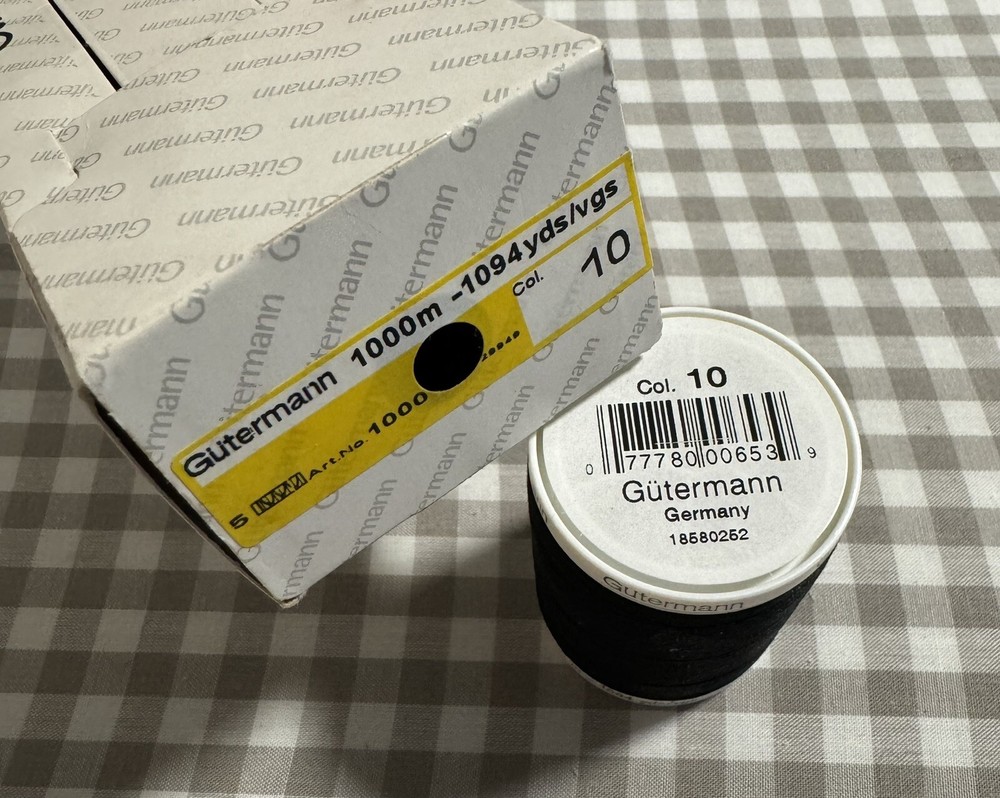 Gütermann 1000m -1094yds/vgs
Col. 10
5 Art.No. 1000
Col. 10
0 77780 00653 9
Gütermann
Germany
18580252
Gütermann